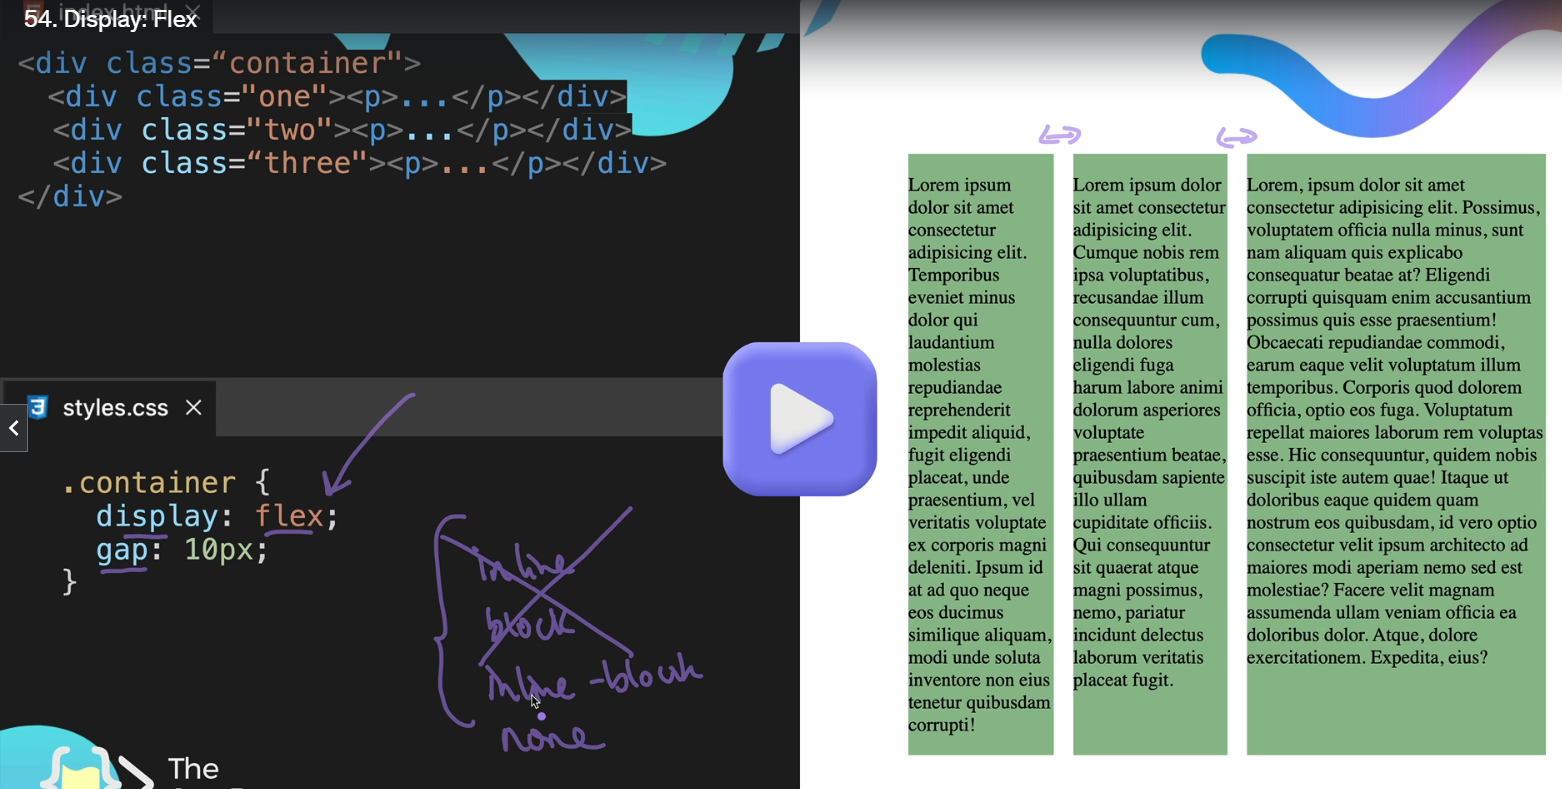 54. Display: Flex
index.html
<div class=“container">
<div class="one"><p>...</p></div>
<div class="two"><p>...</p></div>
<div class=“three"><p>...</p></div>
</div>
styles.css
.container {
display: flex;
gap: 10px;
}
inline
block
inline-block
none
The
Lorem ipsum
dolor sit amet
consectetur
adipisicing elit.
Temporibus
eveniet minus
dolor qui
laudantium
molestias
repudiandae
reprehenderit
impedit aliquid,
fugit eligendi
placeat, unde
praesentium, vel
veritatis voluptate
ex corporis magni
deleniti. Ipsum id
at ad quo neque
eos ducimus
similique aliquam,
modi unde soluta
inventore non eius
tenetur quibusdam
corrupti!
Lorem ipsum dolor
sit amet consectetur
adipisicing elit.
Cumque nobis rem
ipsa voluptatibus,
recusandae illum
consequuntur cum,
nulla dolores
eligendi fuga
harum labore animi
dolorum asperiores
voluptate
praesentium beatae,
quibusdam sapiente
illo ullam
cupiditate officiis.
Qui consequuntur
sit quaerat atque
magni possimus,
nemo, pariatur
incidunt delectus
laborum veritatis
placeat fugit.
Lorem, ipsum dolor sit amet
consectetur adipisicing elit. Possimus,
voluptatem officia nulla minus, sunt
nam aliquam quis explicabo
consequatur beatae at? Eligendi
corrupti quisquam enim accusantium
possimus quis esse praesentium!
Obcaecati repudiandae commodi,
earum eaque velit voluptatum illum
temporibus. Corporis quod dolorem
officia, optio eos fuga. Voluptatum
repellat maiores laborum rem voluptas
esse. Hic consequuntur, quidem nobis
suscipit iste autem quae! Itaque ut
doloribus eaque quidem quam
nostrum eos quibusdam, id vero optio
consectetur velit ipsum architecto ad
maiores modi aperiam nemo sed est
molestiae? Facere velit magnam
assumenda ullam veniam officia ea
doloribus dolor. Atque, dolore
exercitationem. Expedita, eius?